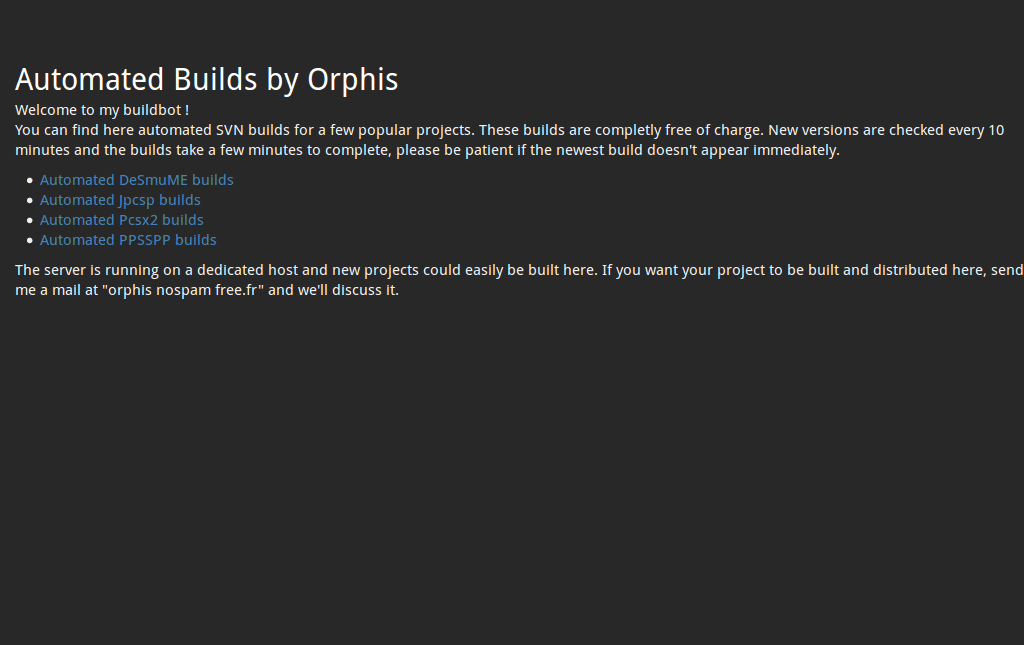 Automated Builds by Orphis
Welcome to my buildbot !
You can find here automated SVN builds for a few popular projects. These builds are completly free of charge. New versions are checked every 10
minutes and the builds take a few minutes to complete, please be patient if the newest build doesn't appear immediately.
• Automated DeSmuME builds
• Automated Jpcsp builds
• Automated Pcsx2 builds
• Automated PPSSPP builds
The server is running on a dedicated host and new projects could easily be built here. If you want your project to be built and distributed here, send
me a mail at "orphis nospam free.fr" and we'll discuss it.